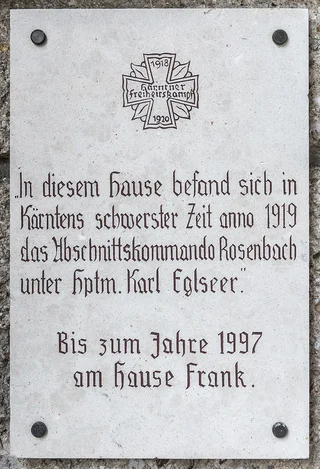 1918
Kärntner
Freiheitskampf
1920
„In diesem Hause befand sich in
Kärntens schwerster Zeit anno 1919
das Abschnittskommando Rosenbach
unter Hptm. Karl Eglseer.“
Bis zum Jahre 1997
am Hause Frank.